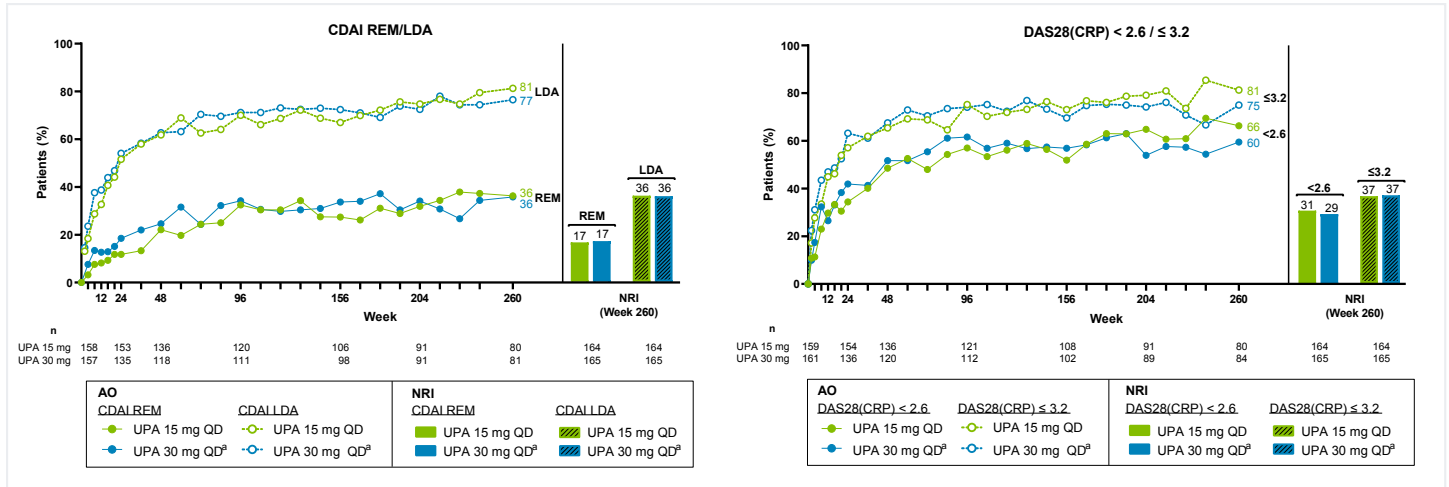 CDAI REM/LDA
Patients (%)
100
80
60
40
20
0
81
LDA
77
36
REM
36
LDA
36 36
REM
17 17
12 24 48 96 156 204 260
Week
NRI
(Week 260)
n
UPA 15 mg 158 153 136 120 106 91 80 164 164
UPA 30 mg 157 135 118 111 98 91 81 165 165
AO
CDAI REM CDAI LDA
UPA 15 mg QD UPA 15 mg QD
UPA 30 mg QDª UPA 30 mg QDª
NRI
CDAI REM CDAI LDA
UPA 15 mg QD UPA 15 mg QD
UPA 30 mg QDª UPA 30 mg QDª
DAS28(CRP) < 2.6 / ≤ 3.2
Patients (%)
100
80
60
40
20
0
81
≤3.2
75
66
<2.6
60
<2.6
31 29
≤3.2
37 37
12 24 48 96 156 204 260
Week
NRI
(Week 260)
n
UPA 15 mg 159 154 136 121 108 91 80 164 164
UPA 30 mg 161 136 120 112 102 89 84 165 165
AO
DAS28(CRP) < 2.6 DAS28(CRP) ≤ 3.2
UPA 15 mg QD UPA 15 mg QD
UPA 30 mg QDª UPA 30 mg QDª
NRI
DAS28(CRP) < 2.6 DAS28(CRP) ≤ 3.2
UPA 15 mg QD UPA 15 mg QD
UPA 30 mg QDª UPA 30 mg QDª